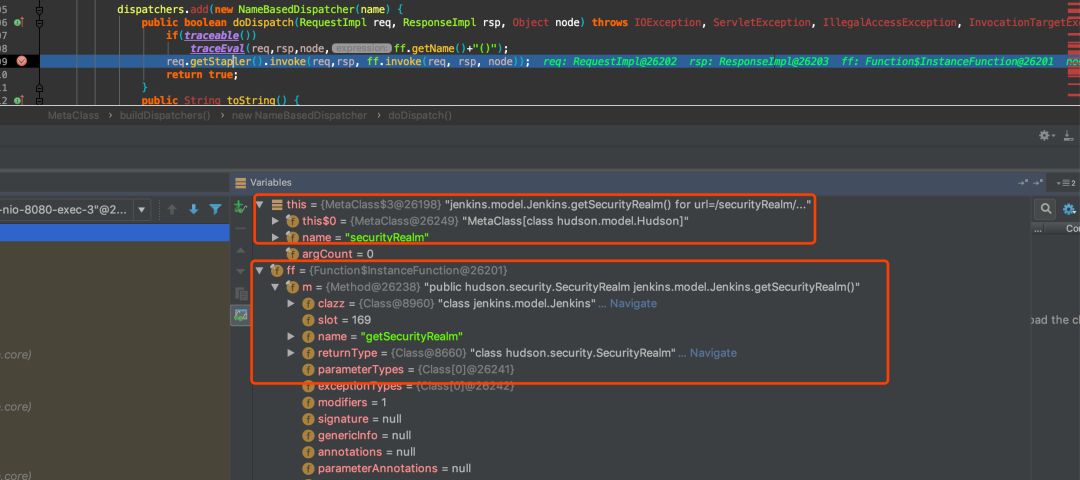 05 dispatchers.add(new NameBasedDispatcher(name) {
06 public boolean doDispatch(RequestImpl req, ResponseImpl rsp, Object node) throws IOException, ServletException, IllegalAccessException, InvocationTargetEx
07 if(traceable())
08 traceEval(req,rsp,node, expression: ff.getName()+"()");
09 req.getStapler().invoke(req,rsp, ff.invoke(req, rsp, node)); req: RequestImpl@26202 rsp: ResponseImpl@26203 ff: Function$InstanceFunction@26201
10 return true;
11 }
12 public String toString() {
MetaClass › buildDispatchers() › new NameBasedDispatcher › doDispatch()
Variables
2
-nio-8080-exec-3"@2...
this = {MetaClass$3@26198} "jenkins.model.Jenkins.getSecurityRealm() for url=/securityRealm/..."
this$0 = {MetaClass@26249} "MetaClass[class hudson.model.Hudson]"
name = "securityRealm"
argCount = 0
ff = {Function$InstanceFunction@26201}
m = {Method@26238} "public hudson.security.SecurityRealm jenkins.model.Jenkins.getSecurityRealm()"
clazz = {Class@8960} "class jenkins.model.Jenkins" ... Navigate
slot = 169
name = "getSecurityRealm"
returnType = {Class@8660} "class hudson.security.SecurityRealm" ... Navigate
parameterTypes = {Class[0]@26241}
exceptionTypes = {Class[0]@26242}
modifiers = 1
signature = null
genericInfo = null
annotations = null
parameterAnnotations = null
.core)
.core)
.core)
... Co
oad the cl